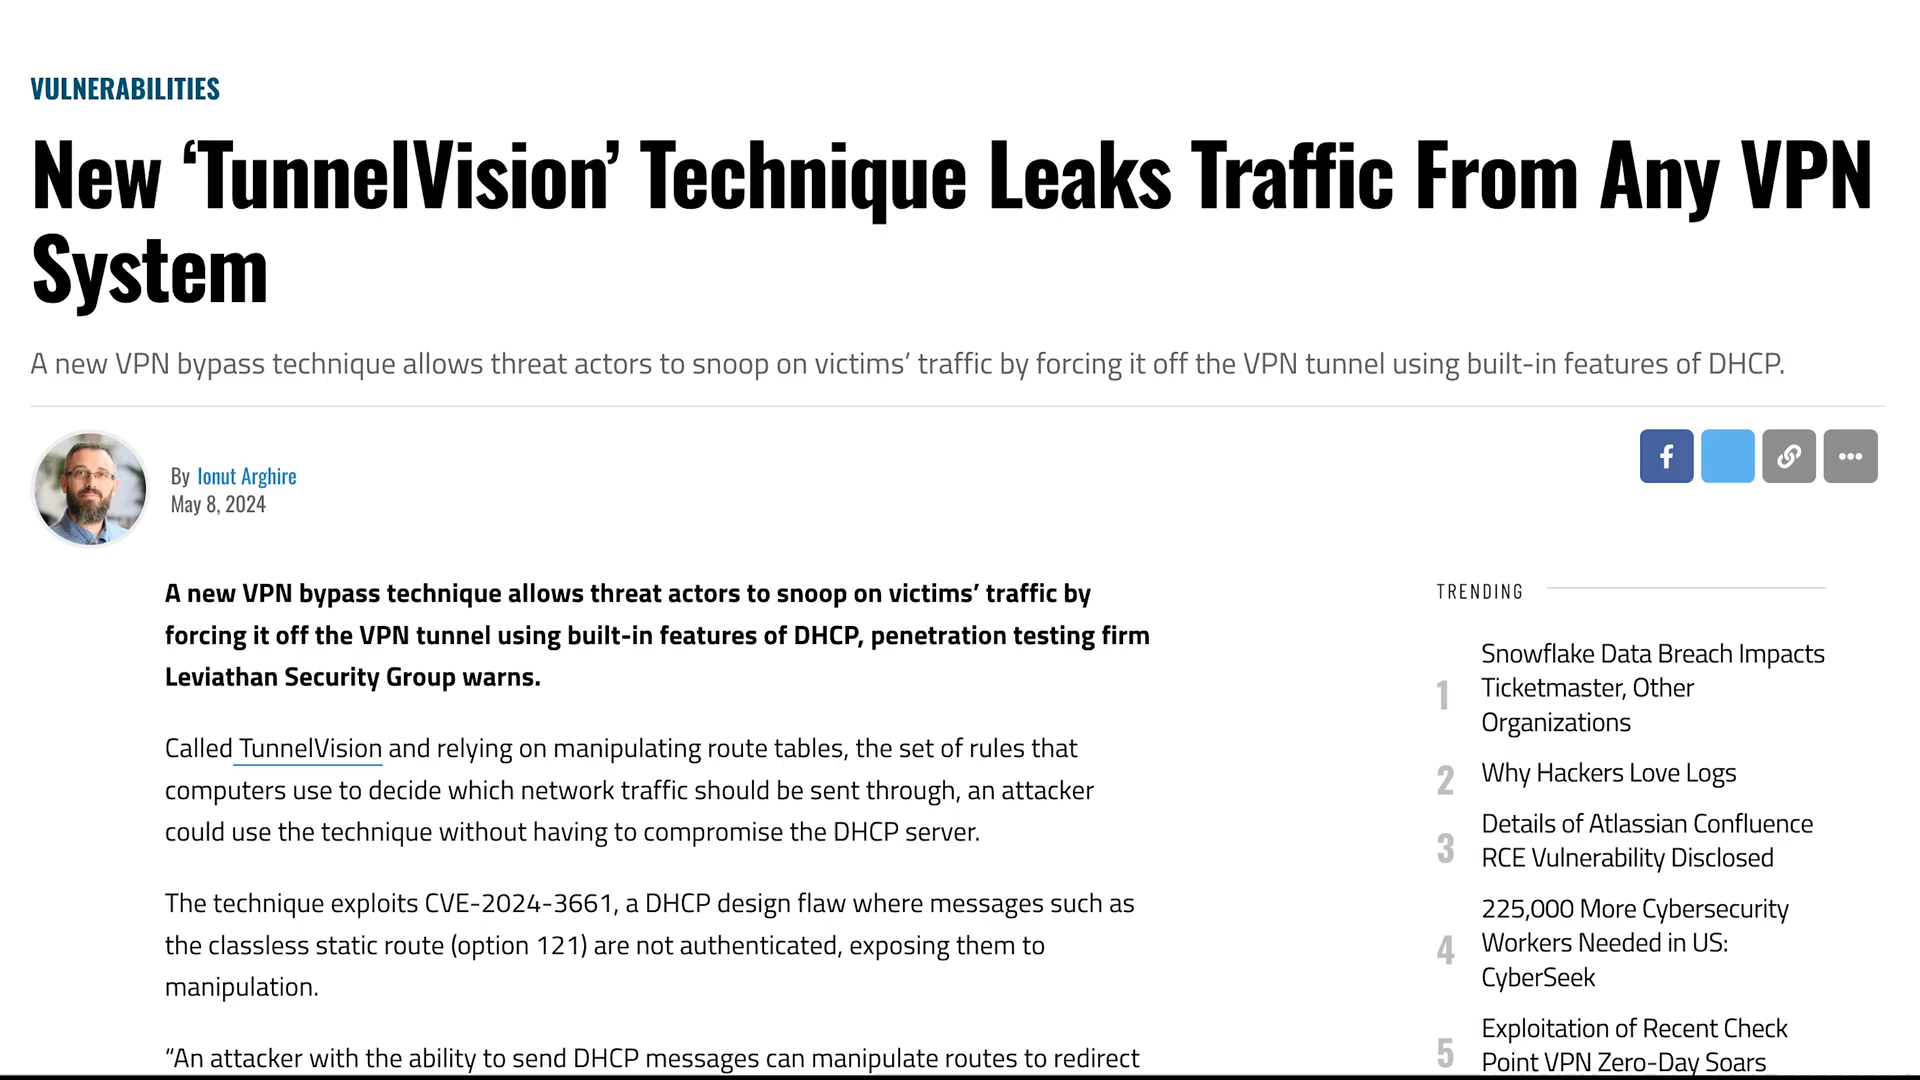 VULNERABILITIES
New ‘TunnelVision’ Technique Leaks Traffic From Any VPN
System
A new VPN bypass technique allows threat actors to snoop on victims’ traffic by forcing it off the VPN tunnel using built-in features of DHCP.
By Ionut Arghire
May 8, 2024
A new VPN bypass technique allows threat actors to snoop on victims’ traffic by
forcing it off the VPN tunnel using built-in features of DHCP, penetration testing firm
Leviathan Security Group warns.
Called TunnelVision and relying on manipulating route tables, the set of rules that
computers use to decide which network traffic should be sent through, an attacker
could use the technique without having to compromise the DHCP server.
The technique exploits CVE-2024-3661, a DHCP design flaw where messages such as
the classless static route (option 121) are not authenticated, exposing them to
manipulation.
“An attacker with the ability to send DHCP messages can manipulate routes to redirect
TRENDING
1
Snowflake Data Breach Impacts
Ticketmaster, Other
Organizations
2
Why Hackers Love Logs
3
Details of Atlassian Confluence
RCE Vulnerability Disclosed
4
225,000 More Cybersecurity
Workers Needed in US:
CyberSeek
5
Exploitation of Recent Check
Point VPN Zero-Day Soars